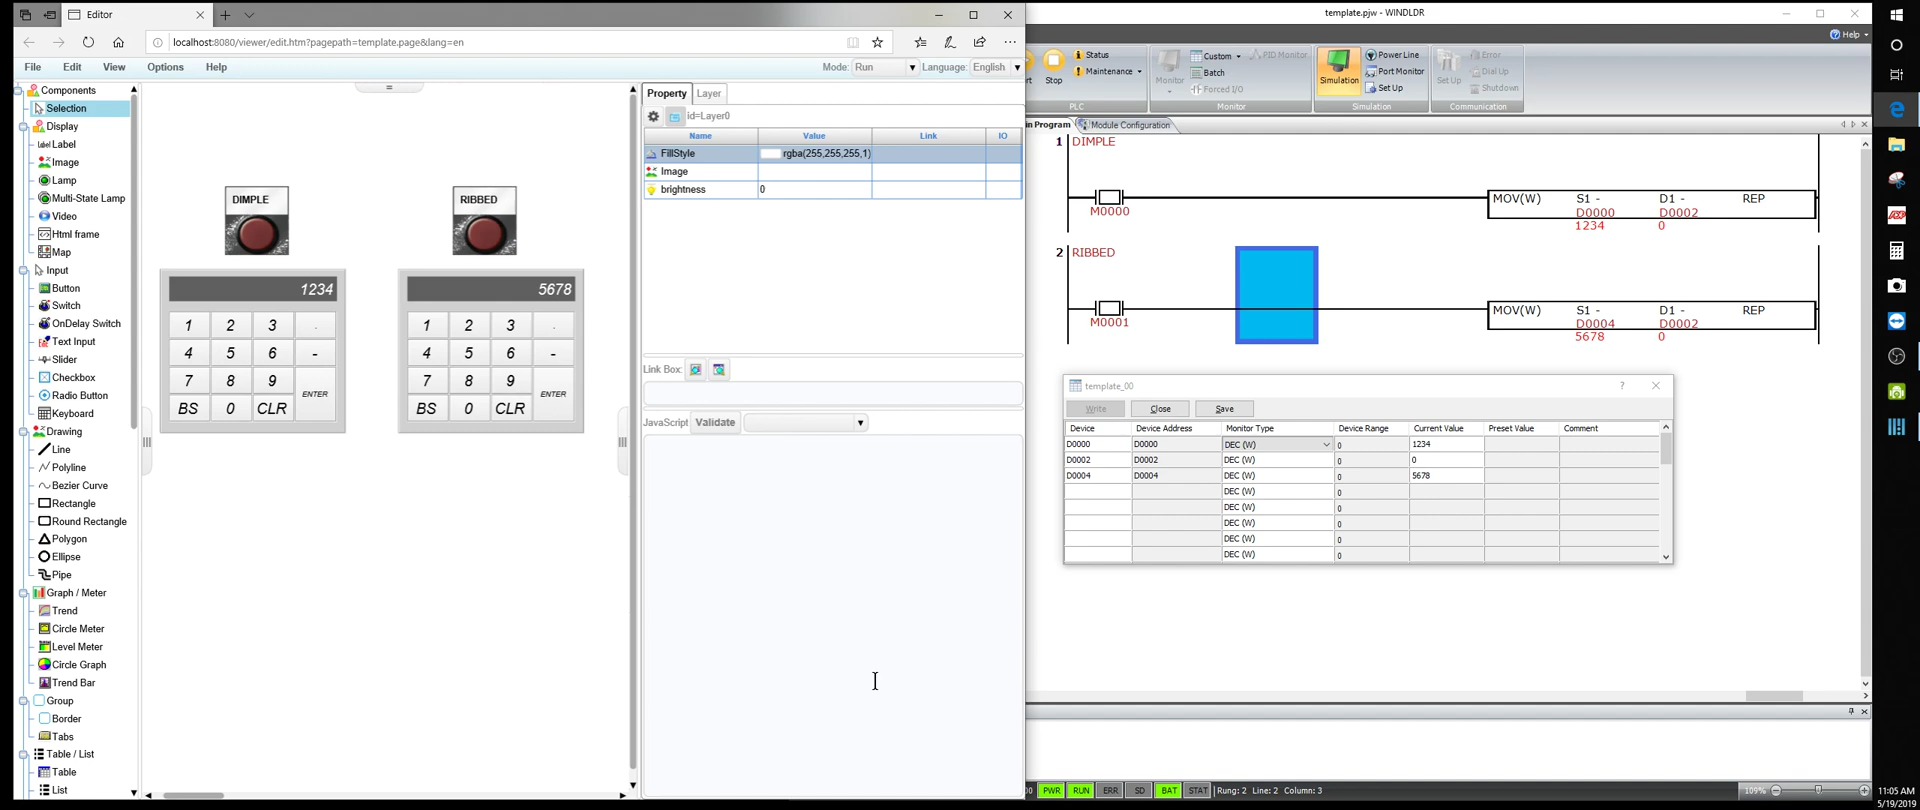 Editor
localhost:8080/viewer/edit.htm?pagepath=template.page&lang=en
File Edit View Options Help
Mode: Run Language: English
Components
Selection
Display
Label
Image
Lamp
Multi-State Lamp
Video
Html frame
Map
Input
Button
Switch
OnDelay Switch
Text Input
Slider
Checkbox
Radio Button
Keyboard
Drawing
Line
Polyline
Bezier Curve
Rectangle
Round Rectangle
Polygon
Ellipse
Pipe
Graph / Meter
Trend
Circle Meter
Level Meter
Circle Graph
Trend Bar
Group
Border
Tabs
Table / List
Table
List
DIMPLE
1234
1 2 3 .
4 5 6 -
7 8 9 ENTER
BS 0 CLR
RIBBED
5678
1 2 3 .
4 5 6 -
7 8 9 ENTER
BS 0 CLR
Property Layer
id=Layer0
Name Value Link IO
FillStyle rgba(255,255,255,1)
Image
brightness 0
Link Box:
JavaScript Validate
template.pjw - WINDLDR
Help
Stop
Status
Maintenance
PLC
Monitor
Custom
PID Monitor
Batch
Forced I/O
Monitor
Simulation
Power Line
Port Monitor
Set Up
Simulation
Set Up
Error
Dial Up
Shutdown
Communication
in Program Module Configuration
1 DIMPLE
M0000
MOV(W) S1 - D1 - REP
D0000 D0002
1234 0
2 RIBBED
M0001
MOV(W) S1 - D1 - REP
D0004 D0002
5678 0
template_00
? 
Write Close Save
Device Device Address Monitor Type Device Range Current Value Preset Value Comment
D0000 D0000 DEC (W) 0 1234
D0002 D0002 DEC (W) 0 0
D0004 D0004 DEC (W) 0 5678
DEC (W) 0
DEC (W) 0
DEC (W) 0
DEC (W) 0
DEC (W) 0
PWR RUN ERR SD BAT STAT Rung: 2 Line: 2 Column: 3
109%
11:05 AM
5/19/2019